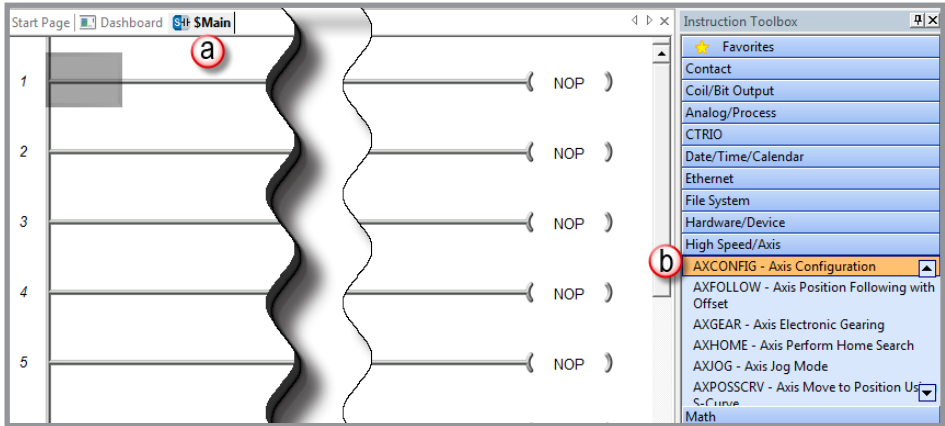 Start Page Dashboard $Main
a
1 NOP
2 NOP
3 NOP
4 NOP
5 NOP
Instruction Toolbox
Favorites
Contact
Coil/Bit Output
Analog/Process
CTRIO
Date/Time/Calendar
Ethernet
File System
Hardware/Device
High Speed/Axis
b
AXCONFIG - Axis Configuration
AXFOLLOW - Axis Position Following with
Offset
AXGEAR - Axis Electronic Gearing
AXHOME - Axis Perform Home Search
AXJOG - Axis Jog Mode
AXPOSSCRV - Axis Move to Position
S-Curve
Math